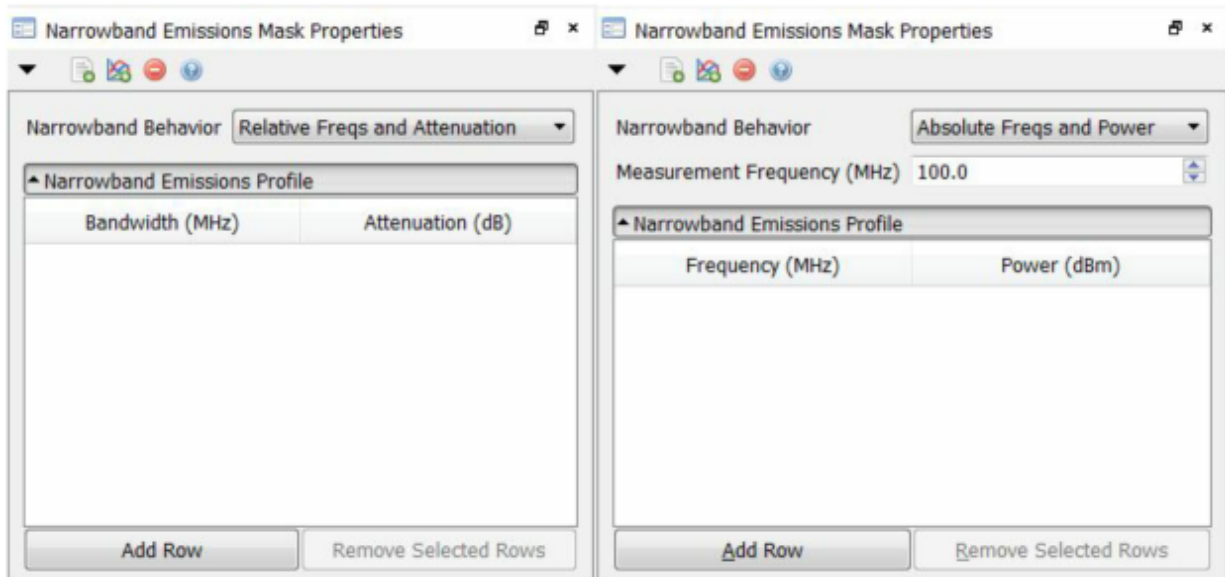 Narrowband Emissions Mask Properties
Narrowband Behavior Relative Freqs and Attenuation
Narrowband Emissions Profile
Bandwidth (MHz) Attenuation (dB)
Add Row Remove Selected Rows
Narrowband Emissions Mask Properties
Narrowband Behavior Absolute Freqs and Power
Measurement Frequency (MHz) 100.0
Narrowband Emissions Profile
Frequency (MHz) Power (dBm)
Add Row Remove Selected Rows